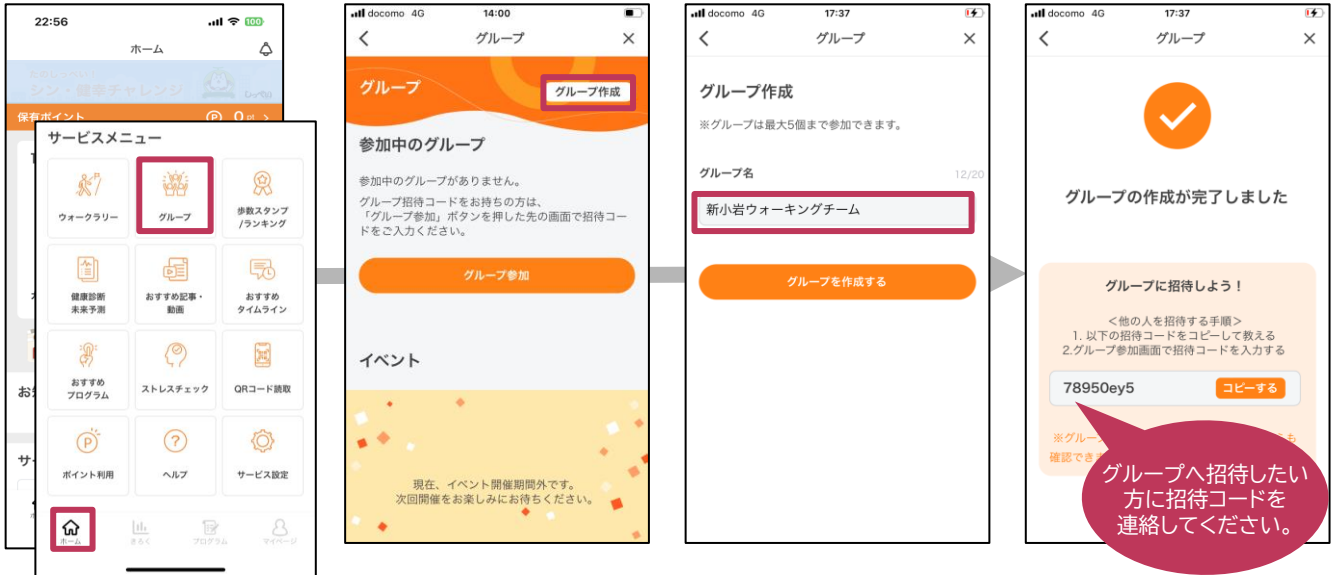 22:56
100
ホーム
シン・健幸チャレンジ
保有ポイント
P 0 pt >
サービスメニュー
ウォークラリー
グループ
歩数スタンプ
/ランキング
健康診断
未来予測
おすすめ記事・
動画
おすすめ
タイムライン
おすすめ
プログラム
ストレスチェック
QRコード読取
ポイント利用
ヘルプ
サービス設定
ホーム
きろく
プログラム
マイページ
docomo 4G
14:00
グループ
グループ
グループ作成
参加中のグループ
参加中のグループがありません。
グループ招待コードをお持ちの方は、
「グループ参加」ボタンを押した先の画面で招待コー
ドをご入力ください。
グループ参加
イベント
現在、イベント開催期間外です。
次回開催をお楽しみにお待ちください。
docomo 4G
17:37
グループ
グループ作成
※グループは最大5個まで参加できます。
グループ名
12/20
新小岩ウォーキングチーム
グループを作成する
docomo 4G
17:37
グループ
グループの作成が完了しました
グループに招待しよう！
＜他の人を招待する手順＞
1. 以下の招待コードをコピーして教える
2.グループ参加画面で招待コードを入力する
78950ey5
コピーする
グループへ招待したい
方に招待コードを
連絡してください。